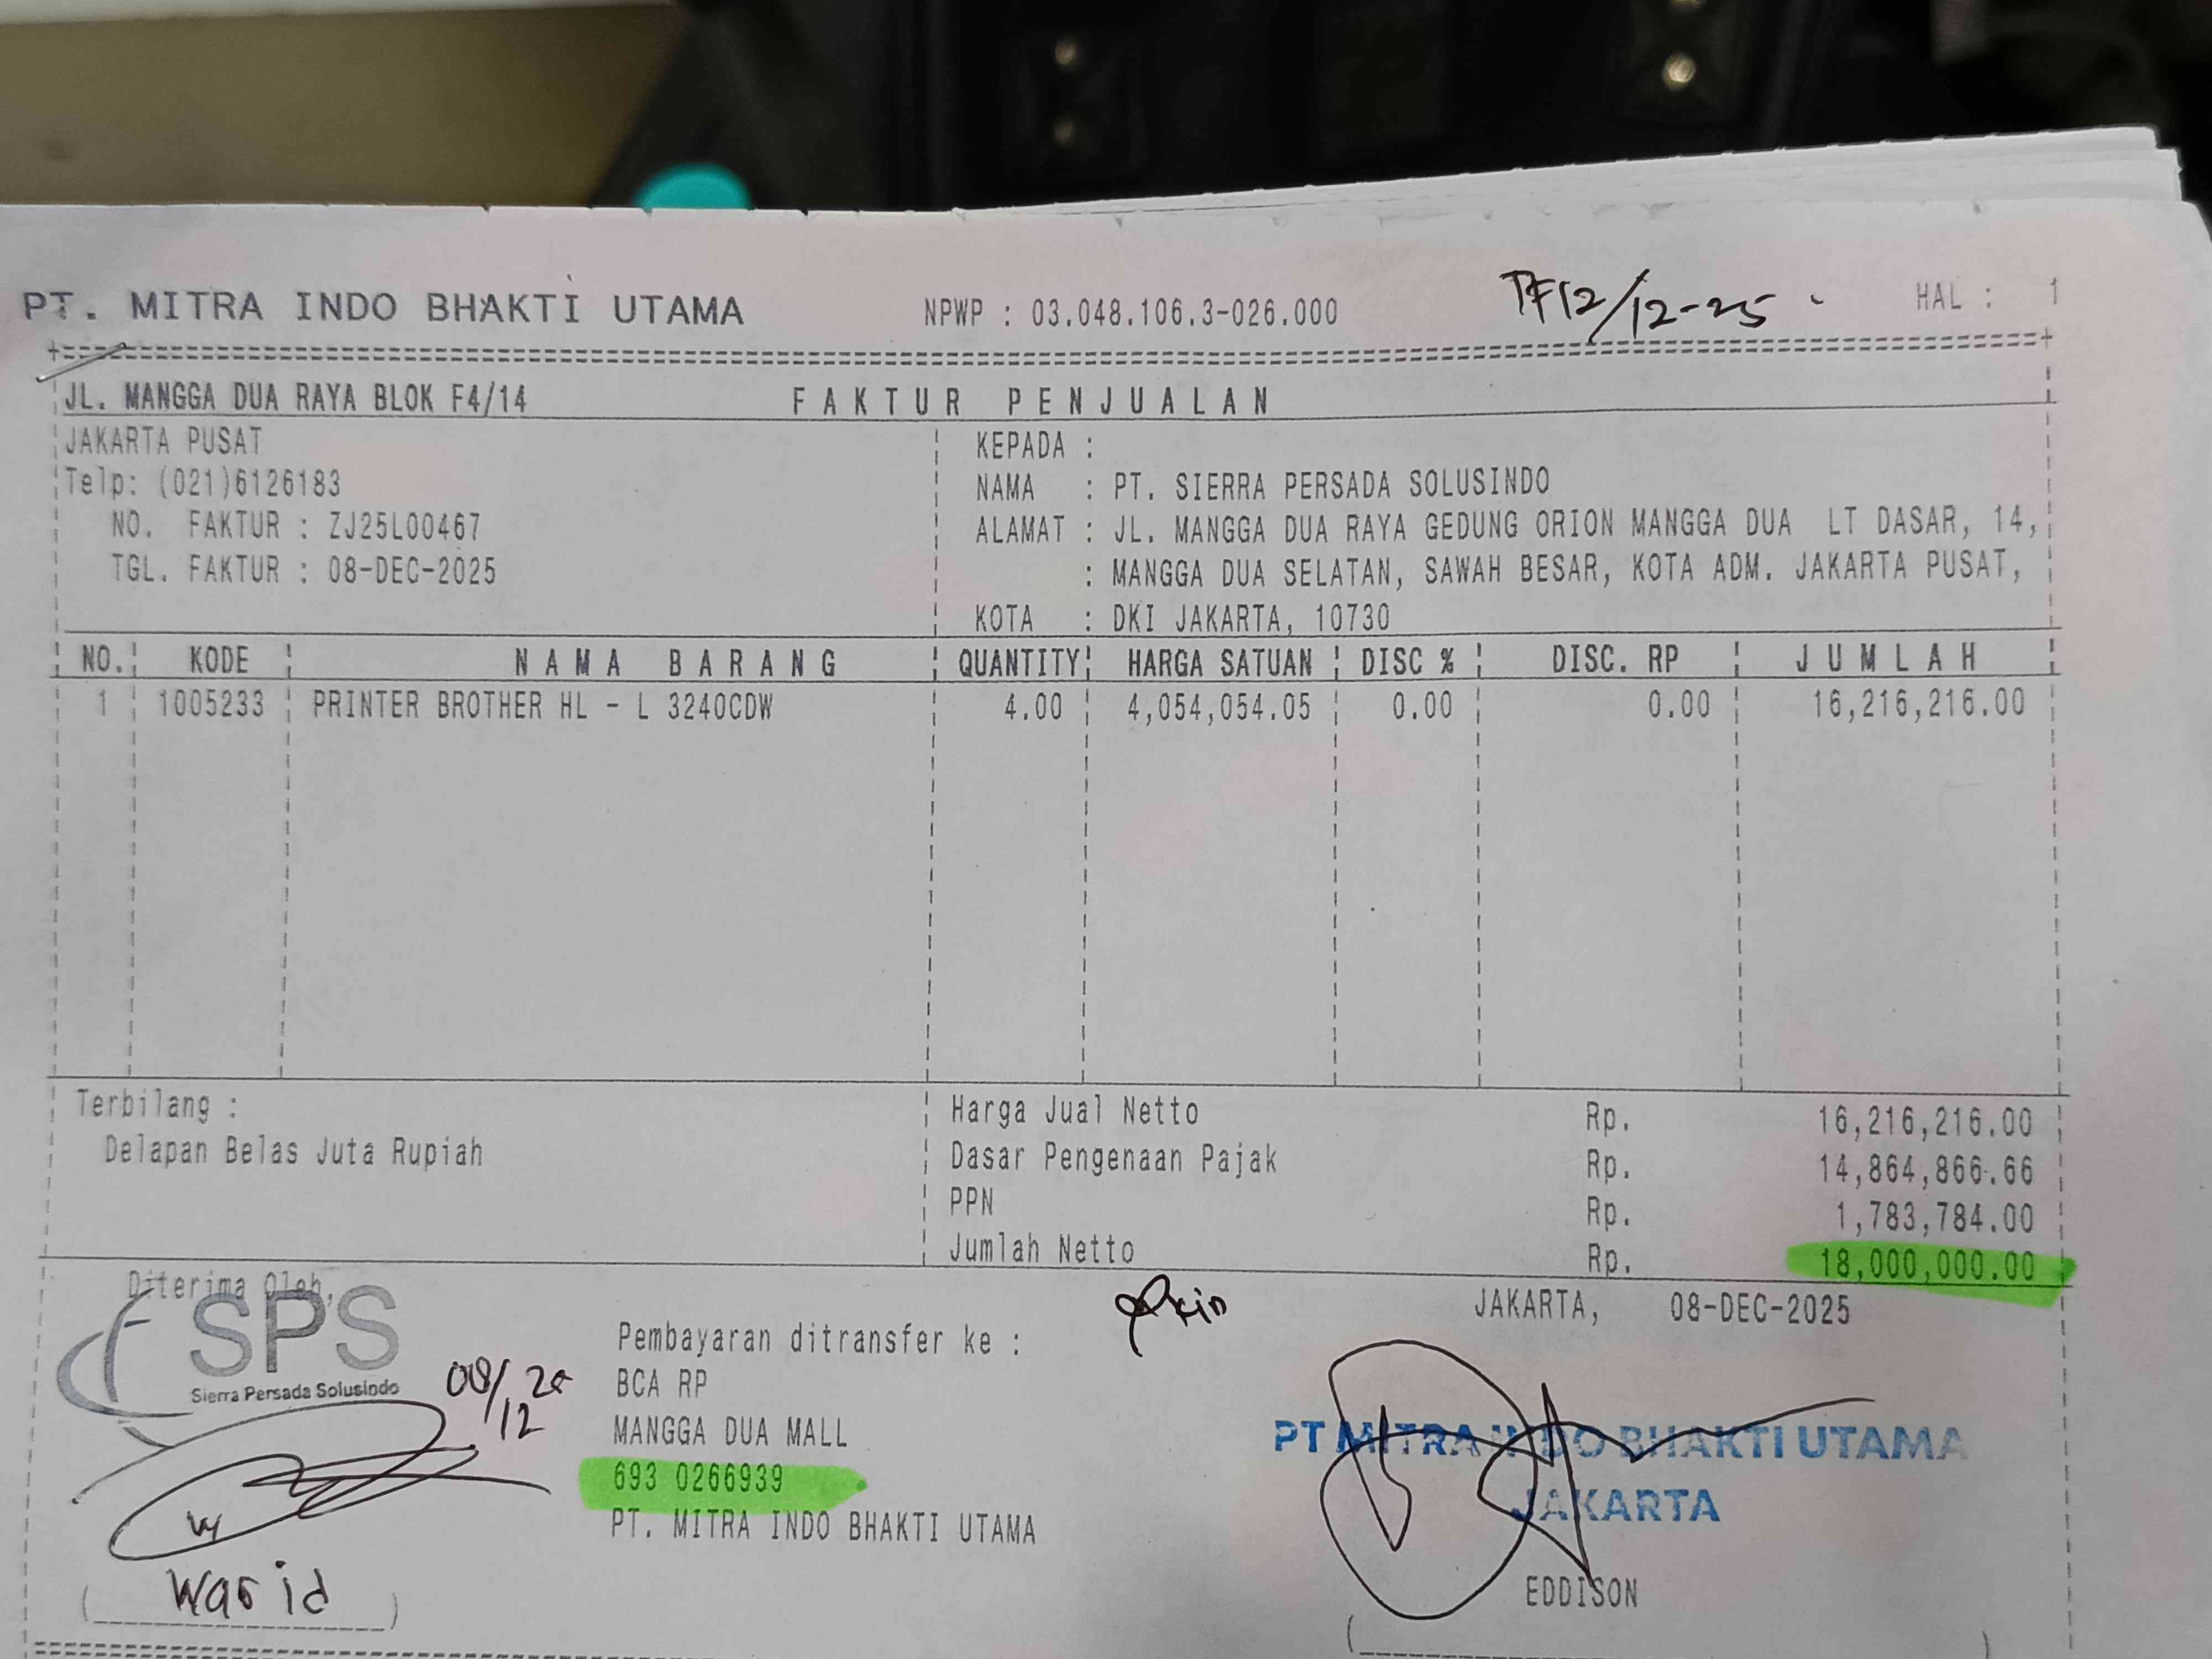 PT. MITRA INDO BHAKTI UTAMA NPWP : 03.048.106.3-026.000 TF12/12-25 HAL : 1
JL. MANGGA DUA RAYA BLOK F4/14 FAKTUR PENJUALAN
JAKARTA PUSAT
Telp: (021)6126183
NO. FAKTUR : ZJ25L00467
TGL. FAKTUR : 08-DEC-2025
KEPADA :
NAMA : PT. SIERRA PERSADA SOLUSINDO
ALAMAT : JL. MANGGA DUA RAYA GEDUNG ORION MANGGA DUA LT DASAR, 14,
: MANGGA DUA SELATAN, SAWAH BESAR, KOTA ADM. JAKARTA PUSAT,
KOTA : DKI JAKARTA, 10730
NO. KODE NAMA BARANG QUANTITY HARGA SATUAN DISC % DISC. RP JUMLAH
1 1005233 PRINTER BROTHER HL - L 3240CDW 4.00 4,054,054.05 0.00 0.00 16,216,216.00
Terbilang :
Delapan Belas Juta Rupiah
Harga Jual Netto Rp. 16,216,216.00
Dasar Pengenaan Pajak Rp. 14,864,866.66
PPN Rp. 1,783,784.00
Jumlah Netto Rp. 18,000,000.00
Diterima Oleh,
SPS
Sierra Persada Solusindo
08/12
Warid
Pembayaran ditransfer ke :
BCA RP
MANGGA DUA MALL
693 0266939
PT. MITRA INDO BHAKTI UTAMA
JAKARTA, 08-DEC-2025
PT MITRA INDO BHAKTI UTAMA
JAKARTA
EDDISON